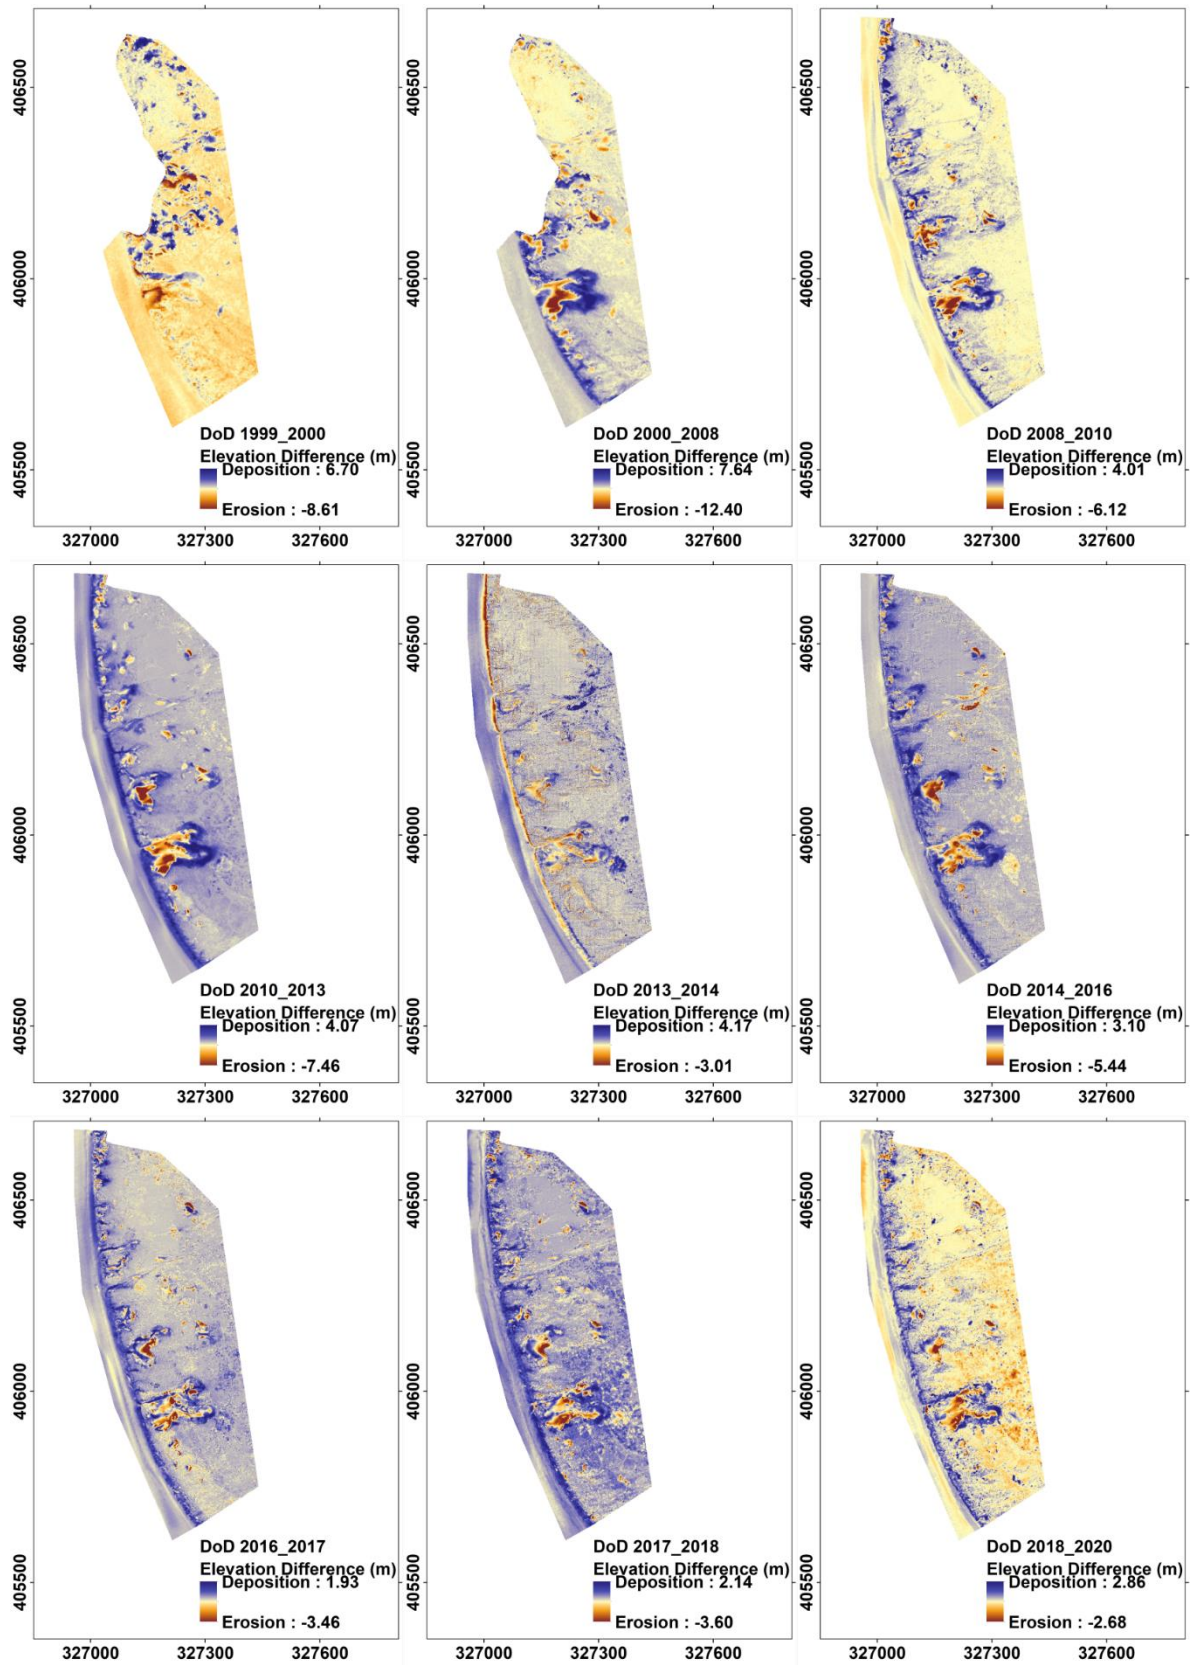 406500
406500
406500
406000
406000
406000
405500
405500
405500
DoD 1999_2000
Elevation Difference (m)
Deposition : 6.70
Erosion : -8.61
DoD 2000_2008
Elevation Difference (m)
Deposition : 7.64
Erosion : -12.40
DoD 2008_2010
Elevation Difference (m)
Deposition : 4.01
Erosion : -6.12
327000 327300 327600
327000 327300 327600
327000 327300 327600
406500
406500
406500
406000
406000
406000
405500
405500
405500
DoD 2010_2013
Elevation Difference (m)
Deposition : 4.07
Erosion : -7.46
DoD 2013_2014
Elevation Difference (m)
Deposition : 4.17
Erosion : -3.01
DoD 2014_2016
Elevation Difference (m)
Deposition : 3.10
Erosion : -5.44
327000 327300 327600
327000 327300 327600
327000 327300 327600
406500
406500
406500
406000
406000
406000
405500
405500
405500
DoD 2016_2017
Elevation Difference (m)
Deposition : 1.93
Erosion : -3.46
DoD 2017_2018
Elevation Difference (m)
Deposition : 2.14
Erosion : -3.60
DoD 2018_2020
Elevation Difference (m)
Deposition : 2.86
Erosion : -2.68
327000 327300 327600
327000 327300 327600
327000 327300 327600